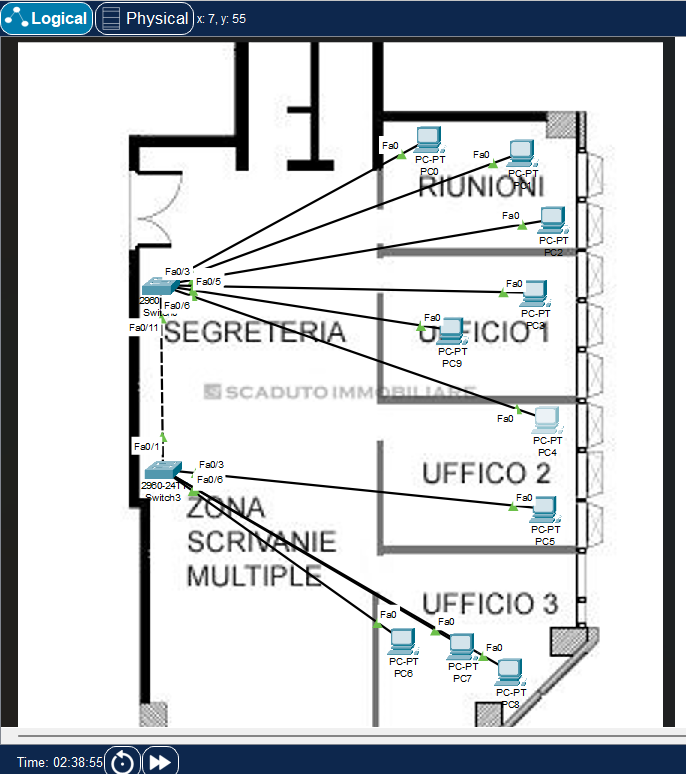 Logical Physical x: 7, y: 55
Fa0
PC-PT
PC0
Fa0
PC-PT
PC1
RIUNIONI
Fa0
PC-PT
PC2
Fa0/3
Fa0/5
Fa0/6
2960
Fa0/11
Fa0
PC-PT
PC3
Fa0
PC-PT
PC9
SEGRETERIA
UFFICIO 1
SCADUTO IMMOBILIARE
Fa0
PC-PT
PC4
Fa0/1
Fa0/3
Fa0/6
2960-24TT
Switch3
UFFICO 2
Fa0
PC-PT
PC5
ZONA
SCRIVANIE
MULTIPLE
UFFICIO 3
Fa0
PC-PT
PC6
Fa0
PC-PT
PC7
Fa0
PC-PT
PC8
Time: 02:38:55